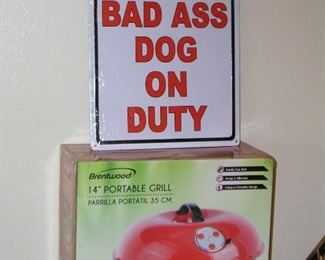 BAD ASS
DOG
ON
DUTY
Brentwood
14" PORTABLE GRILL
PARRILLA PORTÁTIL 35 CM